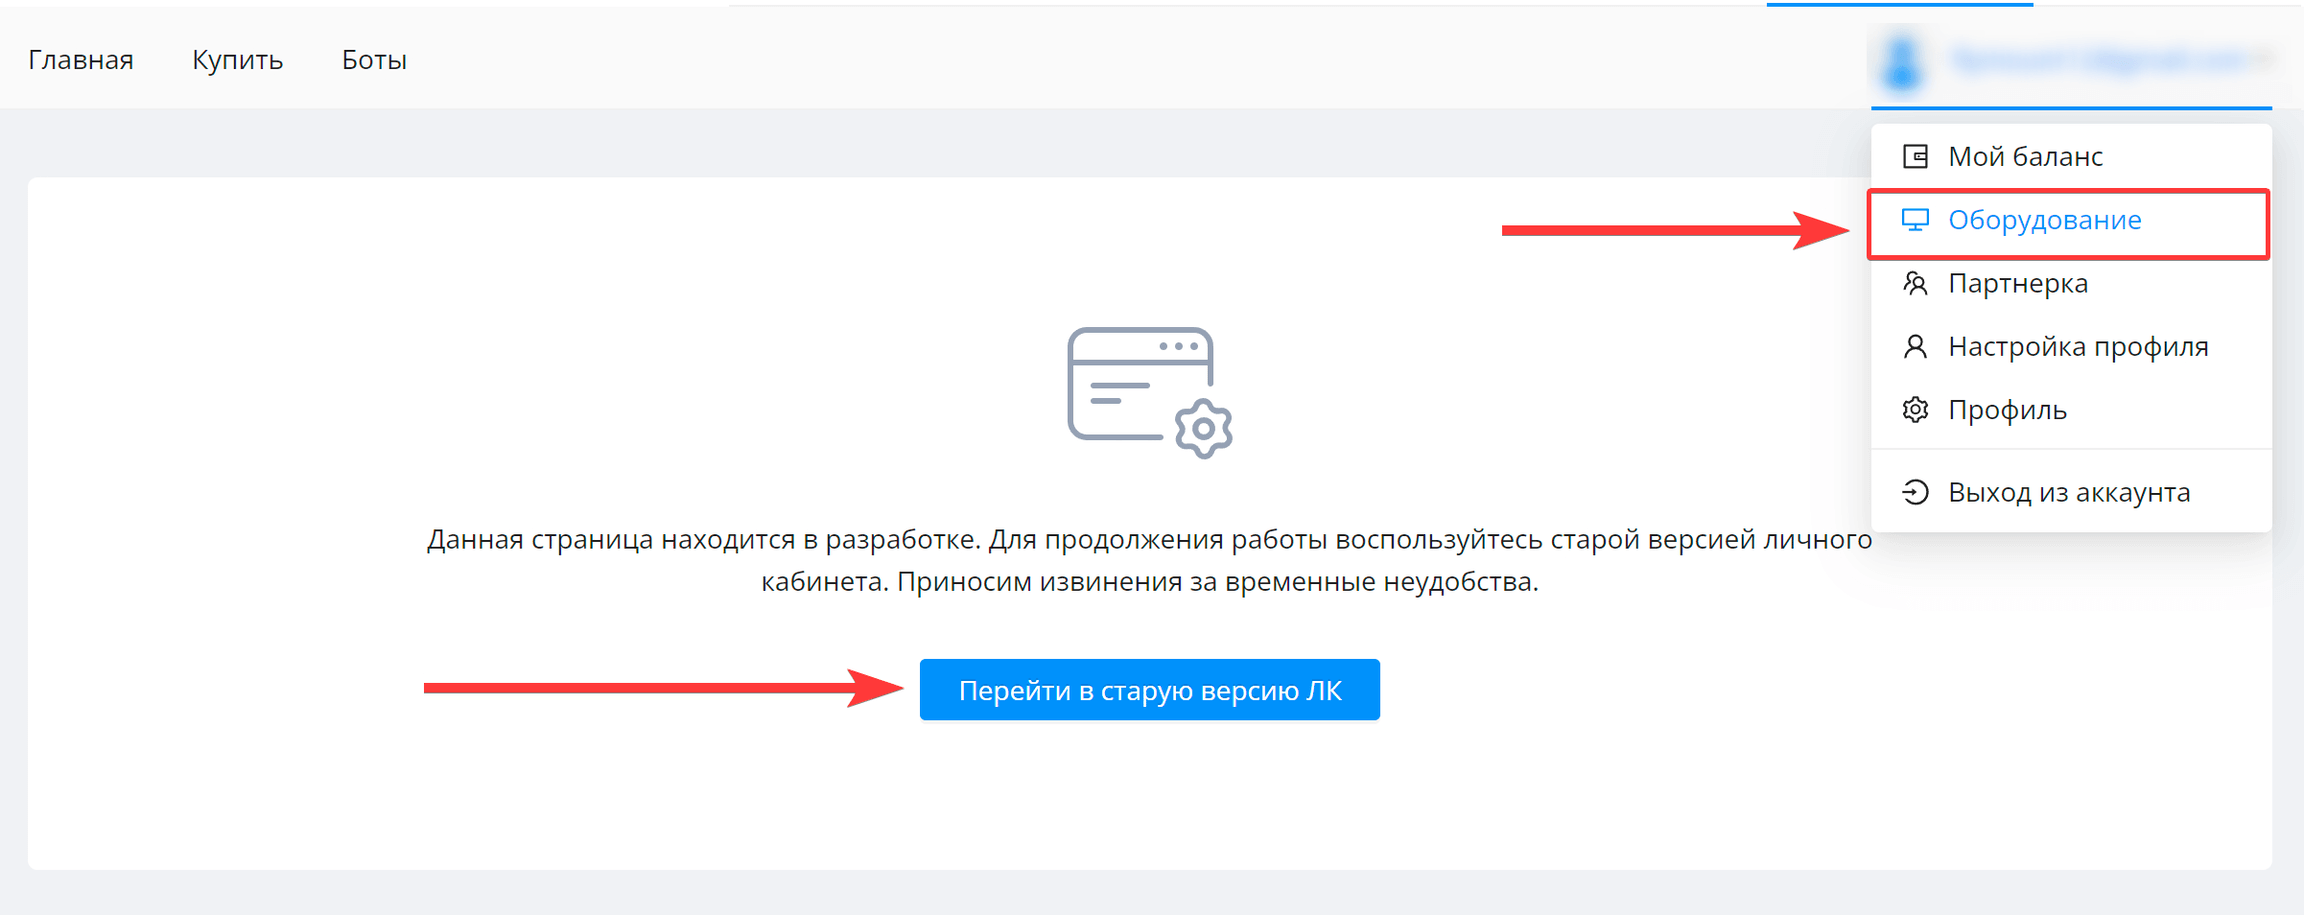 Главная
Купить
Боты
Мой баланс
Оборудование
Партнерка
Настройка профиля
Профиль
Выход из аккаунта
Данная страница находится в разработке. Для продолжения работы воспользуйтесь старой версией личного
кабинета. Приносим извинения за временные неудобства.
Перейти в старую версию ЛК